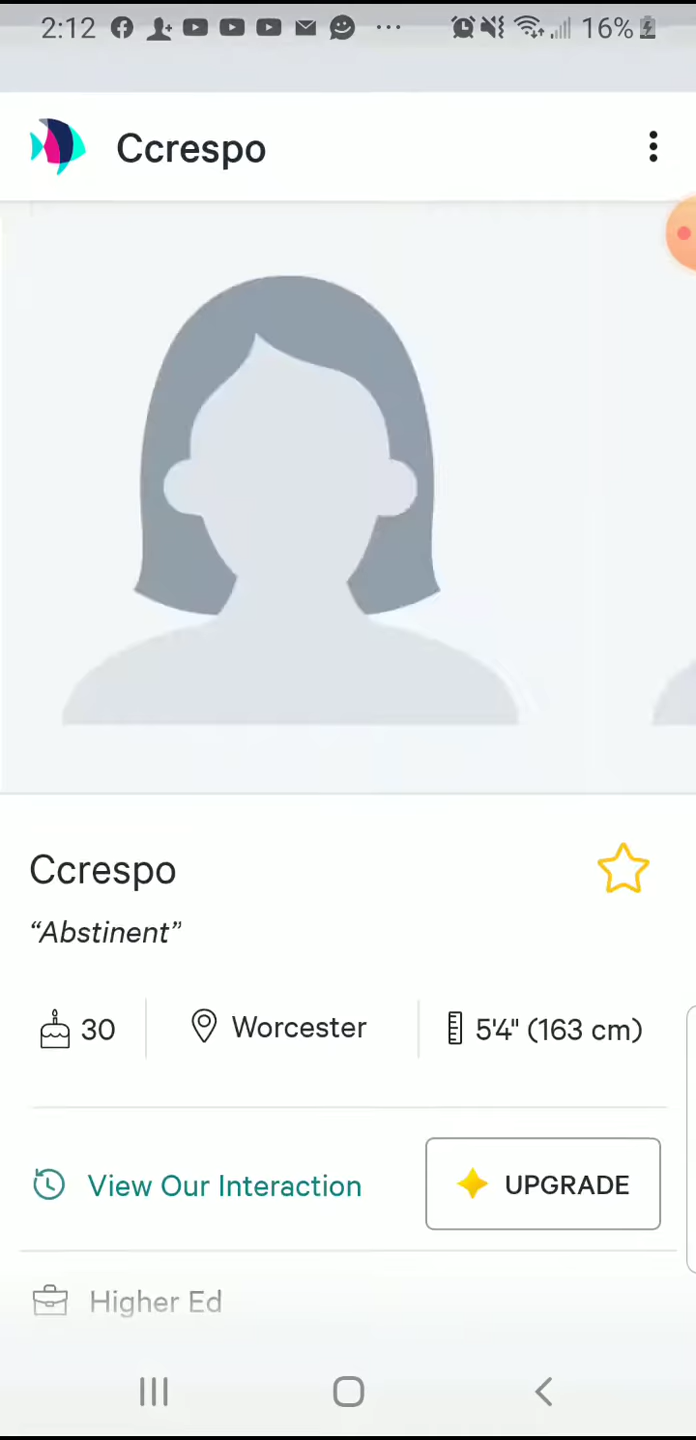 2:12 ... 16%
Ccrespo
Ccrespo
“Abstinent”
30 Worcester 5'4" (163 cm)
View Our Interaction UPGRADE
Higher Ed